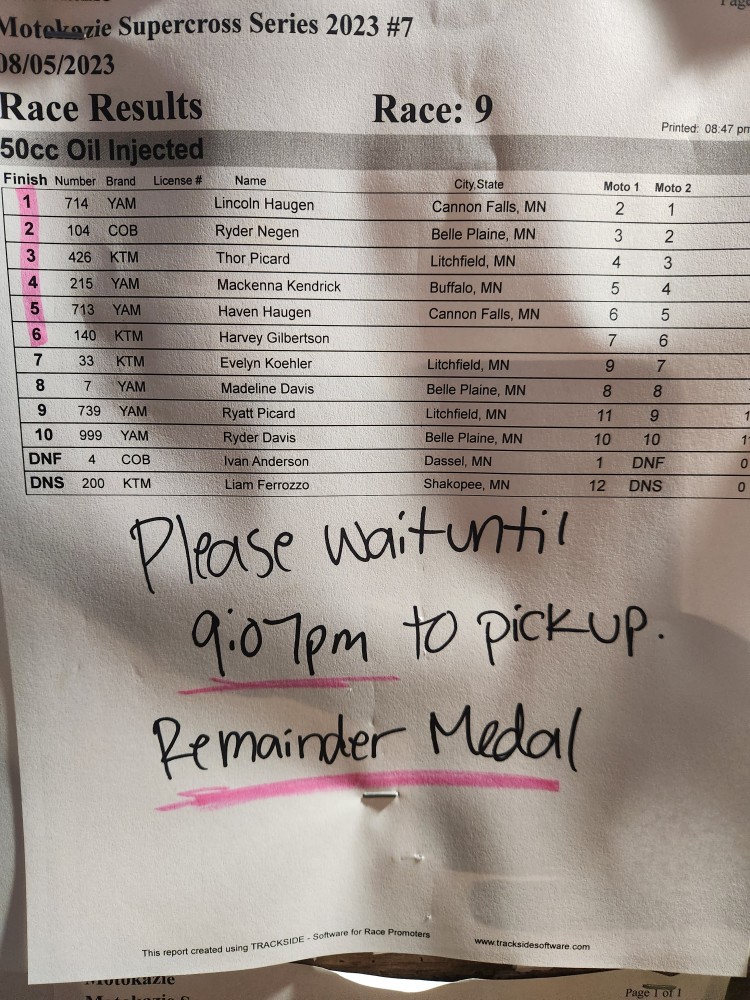 Motokazie Supercross Series 2023 #7
08/05/2023
Race Results Race: 9
Printed: 08:47 pm
50cc Oil Injected
Finish Number Brand License # Name City,State Moto 1 Moto 2
1 714 YAM Lincoln Haugen Cannon Falls, MN 2 1
2 104 COB Ryder Negen Belle Plaine, MN 3 2
3 426 KTM Thor Picard Litchfield, MN 4 3
4 215 YAM Mackenna Kendrick Buffalo, MN 5 4
5 713 YAM Haven Haugen Cannon Falls, MN 6 5
6 140 KTM Harvey Gilbertson 7 6
7 33 KTM Evelyn Koehler Litchfield, MN 9 7
8 7 YAM Madeline Davis Belle Plaine, MN 8 8
9 739 YAM Ryatt Picard Litchfield, MN 11 9
10 999 YAM Ryder Davis Belle Plaine, MN 10 10
DNF 4 COB Ivan Anderson Dassel, MN 1 DNF 0
DNS 200 KTM Liam Ferrozzo Shakopee, MN 12 DNS 0
Please wait until
9:07pm to pick up.
Remainder Medal
This report created using TRACKSIDE - Software for Race Promoters www.tracksidesoftware.com
Motokazie
Page 1 of 1